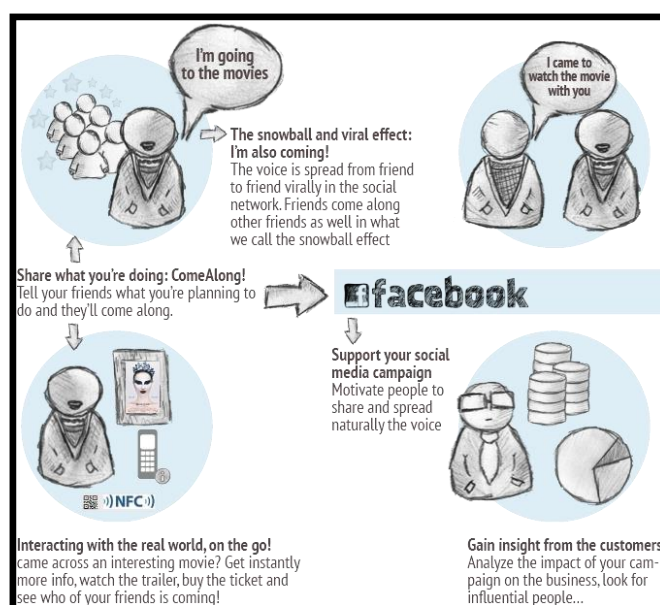 I'm going
to the movies
I came to
watch the movie
with you
The snowball and viral effect:
I'm also coming!
The voice is spread from friend
to friend virally in the social
network. Friends come along
other friends as well in what
we call the snowball effect
Share what you're doing: ComeAlong!
Tell your friends what you're planning to
do and they'll come along.
f facebook
Support your social
media campaign
Motivate people to
share and spread
naturally the voice
NFC
Interacting with the real world, on the go!
came across an interesting movie? Get instantly
more info, watch the trailer, buy the ticket and
see who of your friends is coming!
Gain insight from the customers
Analyze the impact of your cam-
paign on the business, look for
influential people...